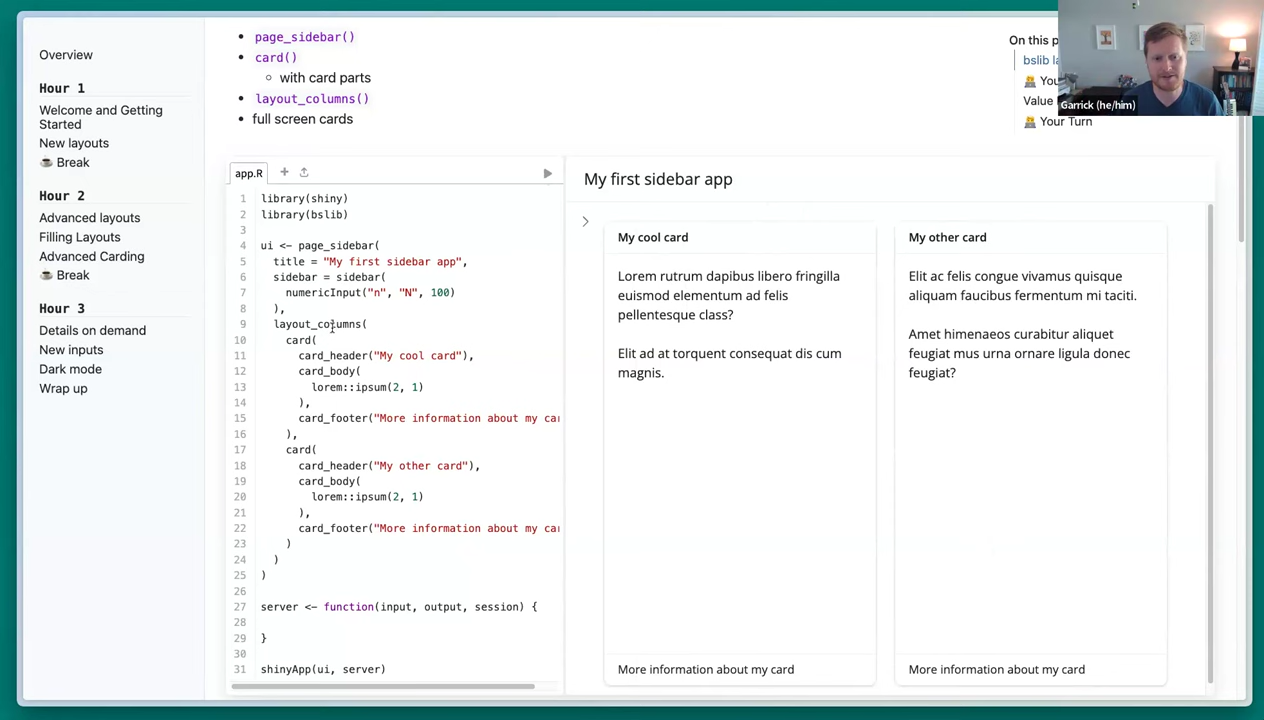 Overview
Hour 1
Welcome and Getting
Started
New layouts
☕ Break
Hour 2
Advanced layouts
Filling Layouts
Advanced Carding
☕ Break
Hour 3
Details on demand
New inputs
Dark mode
Wrap up
page_sidebar()
card()
with card parts
layout_columns()
full screen cards
On this
bslib
Value
Your Turn
Garrick (he/him)
app.R
1 library(shiny)
2 library(bslib)
3
4 ui <- page_sidebar(
5 title = "My first sidebar app",
6 sidebar = sidebar(
7 numericInput("n", "N", 100)
8 ),
9 layout_columns(
10 card(
11 card_header("My cool card"),
12 card_body(
13 lorem::ipsum(2, 1)
14 ),
15 card_footer("More information about my car
16 ),
17 card(
18 card_header("My other card"),
19 card_body(
20 lorem::ipsum(2, 1)
21 ),
22 card_footer("More information about my car
23 )
24 )
25 )
26
27 server <- function(input, output, session) {
28
29 }
30
31 shinyApp(ui, server)
My first sidebar app
My cool card
Lorem rutrum dapibus libero fringilla
euismod elementum ad felis
pellentesque class?
Elit ad at torquent consequat dis cum
magnis.
More information about my card
My other card
Elit ac felis congue vivamus quisque
aliquam faucibus fermentum mi taciti.
Amet himenaeos curabitur aliquet
feugiat mus urna ornare ligula donec
feugiat?
More information about my card